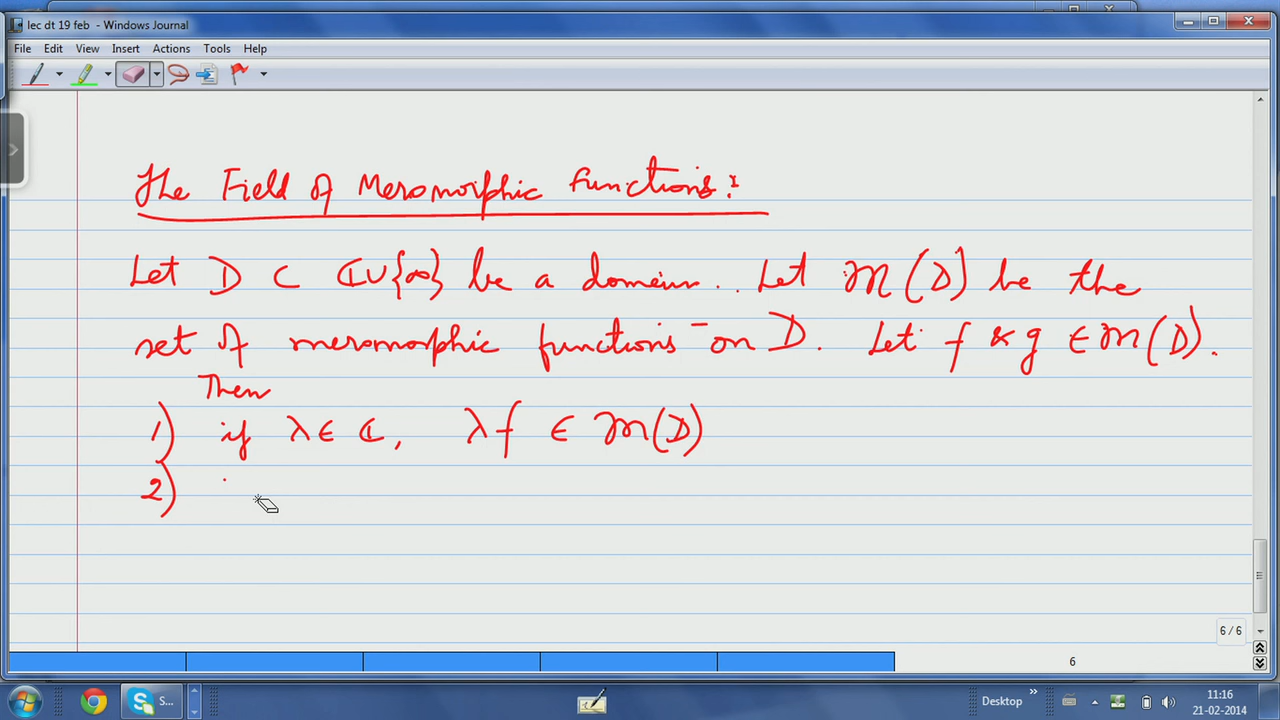 lec dt 19 feb - Windows Journal
File Edit View Insert Actions Tools Help
The Field of Meromorphic Functions:
Let D ⊂ ℂ∪{∞} be a domain. Let M(D) be the
set of meromorphic functions on D. Let f & g ∈ M(D).
Then
1) if λ ∈ ℂ, λf ∈ M(D)
2)
6 / 6
6
S...
Desktop
11:16
21-02-2014